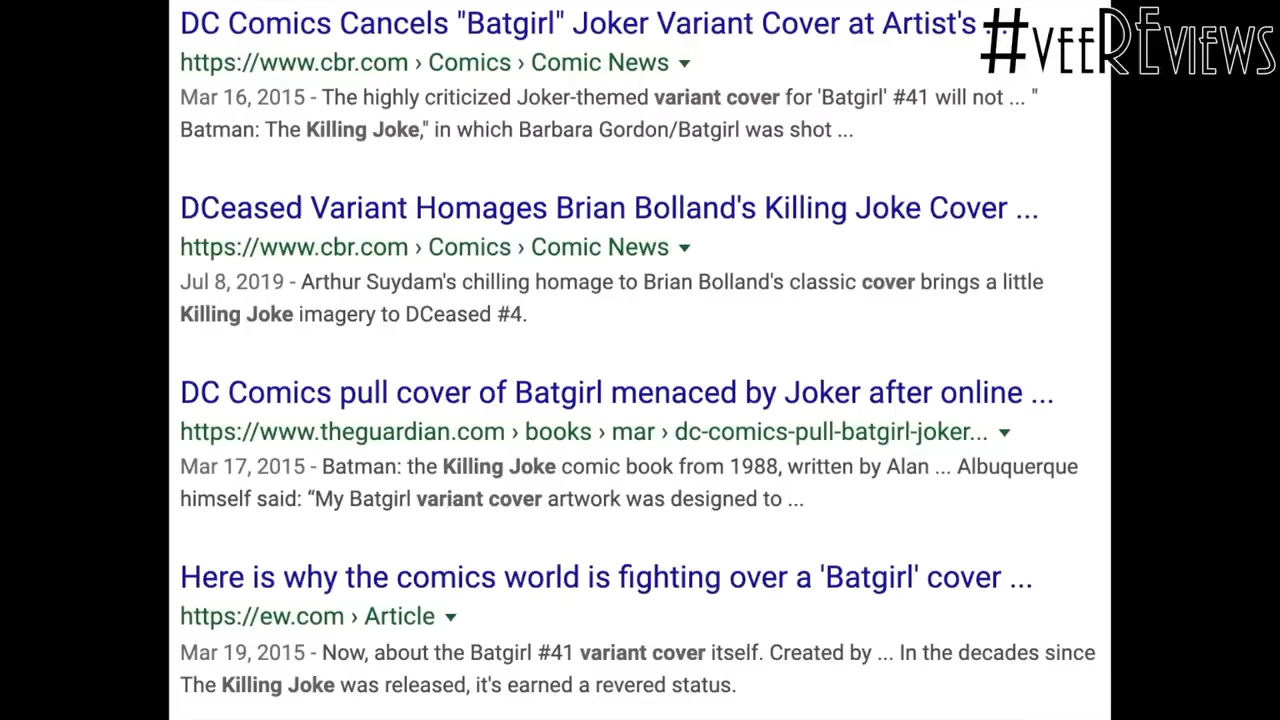 DC Comics Cancels "Batgirl" Joker Variant Cover at Artist's ...
#VEEREVIEWS
https://www.cbr.com › Comics › Comic News
Mar 16, 2015 - The highly criticized Joker-themed variant cover for 'Batgirl' #41 will not ... "
Batman: The Killing Joke," in which Barbara Gordon/Batgirl was shot ...
DCeased Variant Homages Brian Bolland's Killing Joke Cover ...
https://www.cbr.com › Comics › Comic News
Jul 8, 2019 - Arthur Suydam's chilling homage to Brian Bolland's classic cover brings a little
Killing Joke imagery to DCeased #4.
DC Comics pull cover of Batgirl menaced by Joker after online ...
https://www.theguardian.com › books › mar › dc-comics-pull-batgirl-joker...
Mar 17, 2015 - Batman: the Killing Joke comic book from 1988, written by Alan ... Albuquerque
himself said: “My Batgirl variant cover artwork was designed to ...
Here is why the comics world is fighting over a 'Batgirl' cover ...
https://ew.com › Article
Mar 19, 2015 - Now, about the Batgirl #41 variant cover itself. Created by ... In the decades since
The Killing Joke was released, it's earned a revered status.